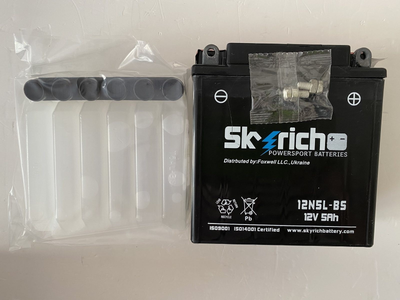 Skyrich
POWERSPORT BATTERIES
Distributed by: Foxwell LLC., Ukraine
12N5L-BS
12V 5Ah
RECYCLE
Pb
ISO9001 ISO14001 Certified
www.skyrichbattery.com